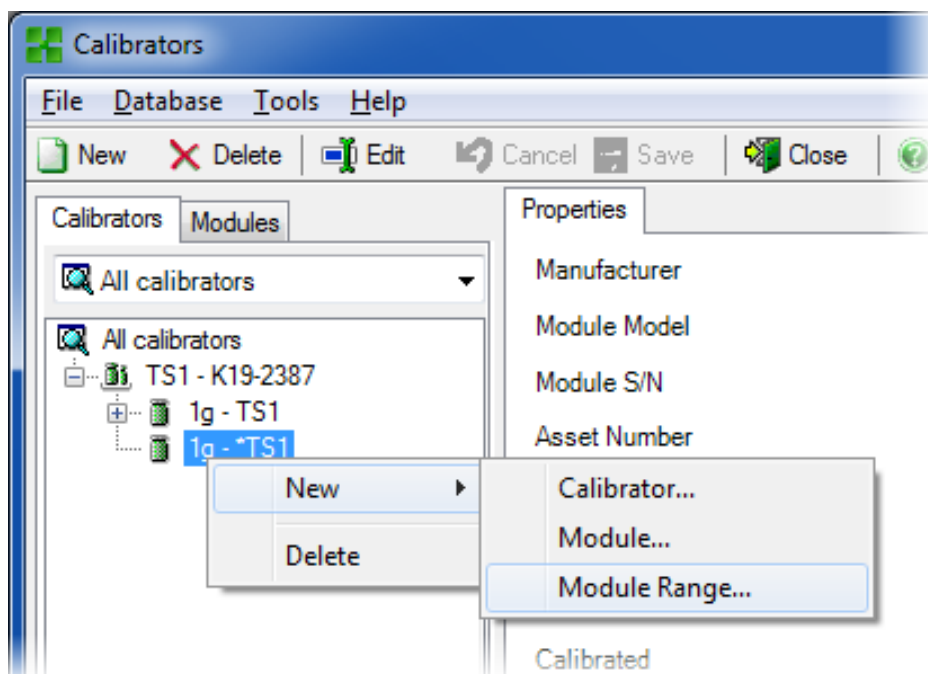 Calibrators
File Database Tools Help
New Delete Edit Cancel Save Close
Calibrators Modules
All calibrators
All calibrators
TS1 - K19-2387
1g - TS1
1g - *TS1
New
Delete
Calibrator...
Module...
Module Range...
Properties
Manufacturer
Module Model
Module S/N
Asset Number
Calibrated